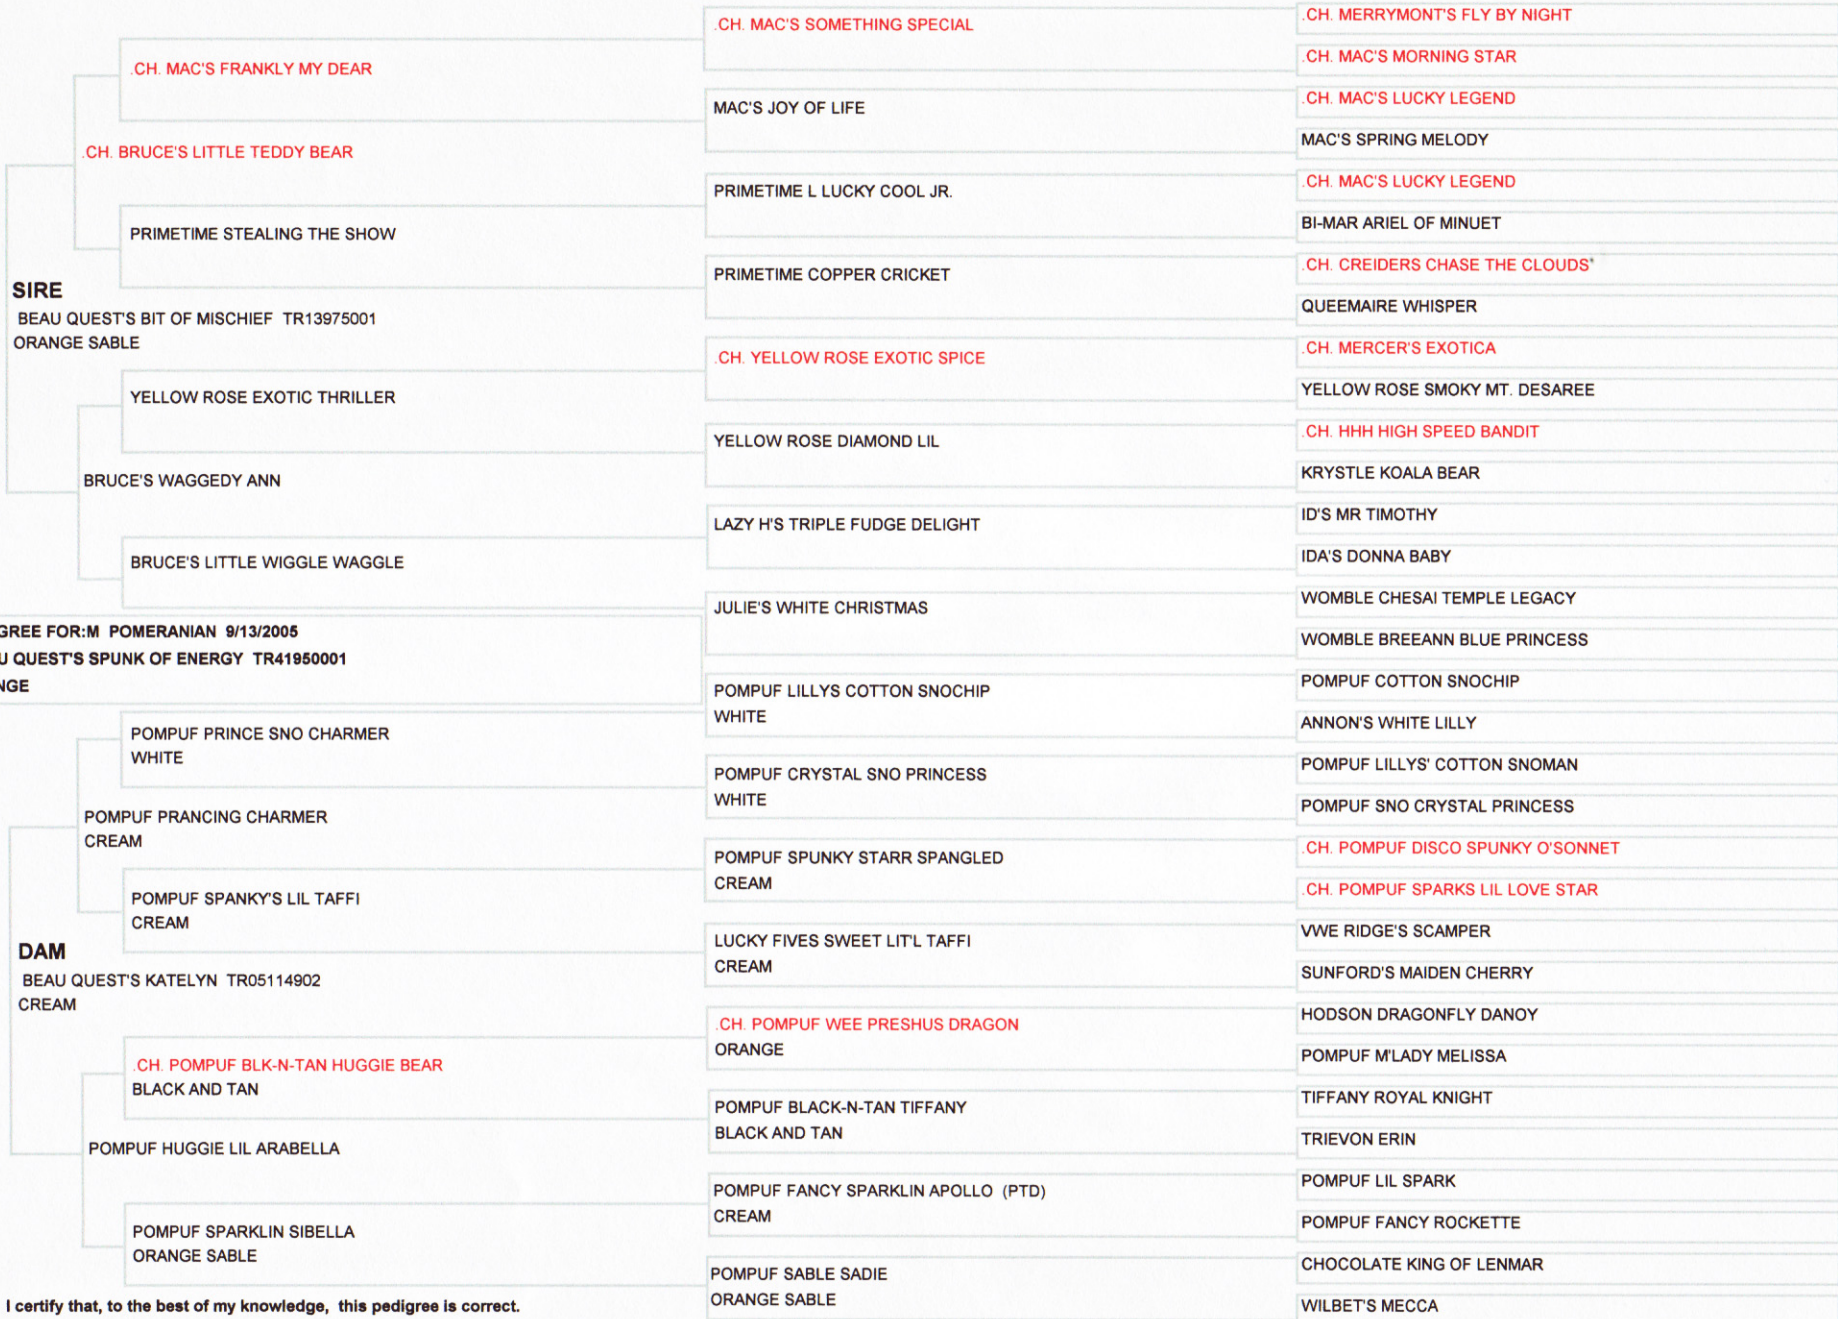 .CH. MAC'S FRANKLY MY DEAR
.CH. BRUCE'S LITTLE TEDDY BEAR
PRIMETIME STEALING THE SHOW
SIRE
BEAU QUEST'S BIT OF MISCHIEF TR13975001
ORANGE SABLE
YELLOW ROSE EXOTIC THRILLER
BRUCE'S WAGGEDY ANN
BRUCE'S LITTLE WIGGLE WAGGLE
GREE FOR:M POMERANIAN 9/13/2005
U QUEST'S SPUNK OF ENERGY TR41950001
NGE
POMPUF PRINCE SNO CHARMER
WHITE
POMPUF PRANCING CHARMER
CREAM
POMPUF SPANKY'S LIL TAFFI
CREAM
DAM
BEAU QUEST'S KATELYN TR05114902
CREAM
.CH. POMPUF BLK-N-TAN HUGGIE BEAR
BLACK AND TAN
POMPUF HUGGIE LIL ARABELLA
POMPUF SPARKLIN SIBELLA
ORANGE SABLE
I certify that, to the best of my knowledge, this pedigree is correct.
.CH. MAC'S SOMETHING SPECIAL
MAC'S JOY OF LIFE
PRIMETIME L LUCKY COOL JR.
PRIMETIME COPPER CRICKET
.CH. YELLOW ROSE EXOTIC SPICE
YELLOW ROSE DIAMOND LIL
LAZY H'S TRIPLE FUDGE DELIGHT
JULIE'S WHITE CHRISTMAS
POMPUF LILLYS COTTON SNOCHIP
WHITE
POMPUF CRYSTAL SNO PRINCESS
WHITE
POMPUF SPUNKY STARR SPANGLED
CREAM
LUCKY FIVES SWEET LIT'L TAFFI
CREAM
.CH. POMPUF WEE PRESHUS DRAGON
ORANGE
POMPUF BLACK-N-TAN TIFFANY
BLACK AND TAN
POMPUF FANCY SPARKLIN APOLLO (PTD)
CREAM
POMPUF SABLE SADIE
ORANGE SABLE
.CH. MERRYMONT'S FLY BY NIGHT
.CH. MAC'S MORNING STAR
.CH. MAC'S LUCKY LEGEND
MAC'S SPRING MELODY
.CH. MAC'S LUCKY LEGEND
BI-MAR ARIEL OF MINUET
.CH. CREIDERS CHASE THE CLOUDS*
QUEEMAIRE WHISPER
.CH. MERCER'S EXOTICA
YELLOW ROSE SMOKY MT. DESAREE
.CH. HHH HIGH SPEED BANDIT
KRYSTLE KOALA BEAR
ID'S MR TIMOTHY
IDA'S DONNA BABY
WOMBLE CHESAI TEMPLE LEGACY
WOMBLE BREEANN BLUE PRINCESS
POMPUF COTTON SNOCHIP
ANNON'S WHITE LILLY
POMPUF LILLYS' COTTON SNOMAN
POMPUF SNO CRYSTAL PRINCESS
.CH. POMPUF DISCO SPUNKY O'SONNET
.CH. POMPUF SPARKS LIL LOVE STAR
VWE RIDGE'S SCAMPER
SUNFORD'S MAIDEN CHERRY
HODSON DRAGONFLY DANOY
POMPUF M'LADY MELISSA
TIFFANY ROYAL KNIGHT
TRIEVON ERIN
POMPUF LIL SPARK
POMPUF FANCY ROCKETTE
CHOCOLATE KING OF LENMAR
WILBET'S MECCA